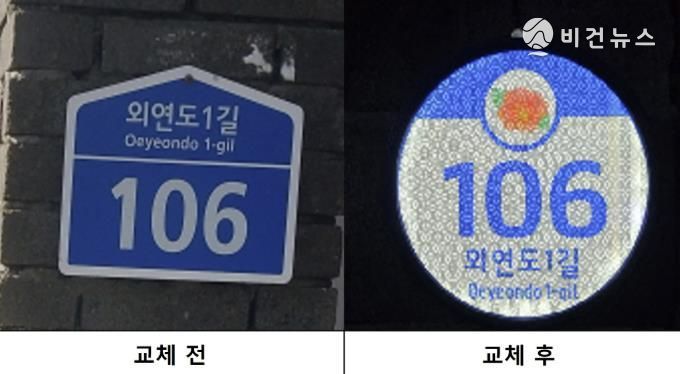 비건뉴스
외연도1길
Oeyeondo 1-gil
106
106
외연도1길
Oeyeondo 1-gil
교체 전
교체 후